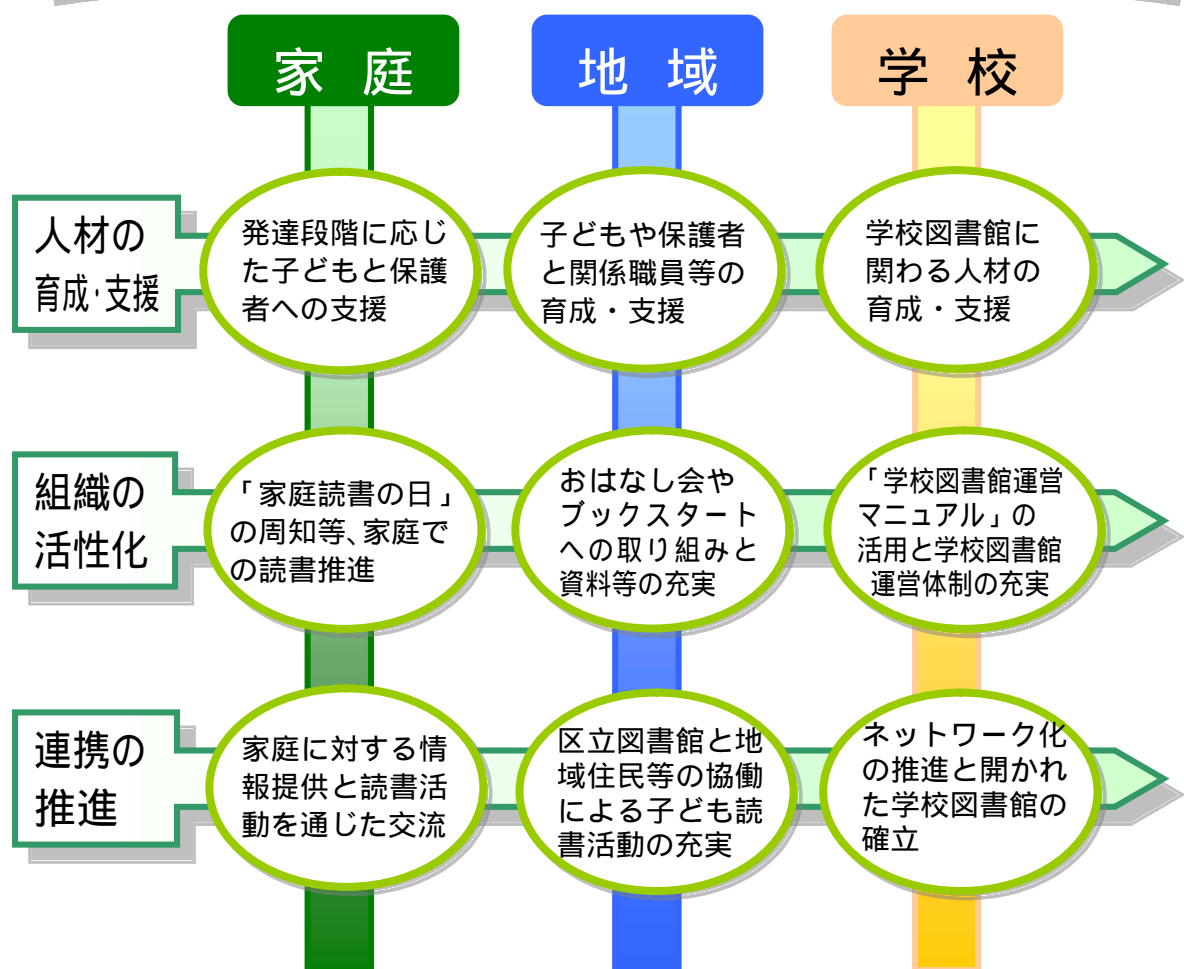 家庭
地域
学校
人材の
育成・支援
発達段階に応じ
た子どもと保護
者への支援
子どもや保護者
と関係職員等の
育成・支援
学校図書館に
関わる人材の
育成・支援
組織の
活性化
「家庭読書の日」
の周知等、家庭で
の読書推進
おはなし会や
ブックスタート
への取り組みと
資料等の充実
「学校図書館運営
マニュアル」の
活用と学校図書館
運営体制の充実
連携の
推進
家庭に対する情
報提供と読書活
動を通じた交流
区立図書館と地
域住民等の協働
による子ども読
書活動の充実
ネットワーク化
の推進と開かれ
た学校図書館の
確立